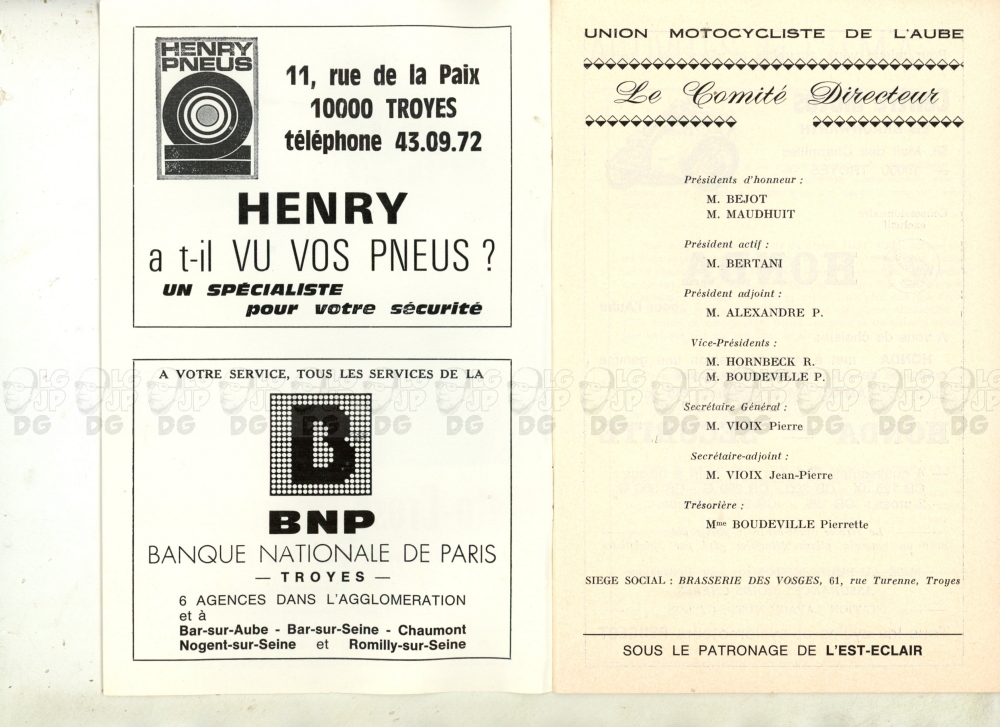 HENRY
PNEUS
11, rue de la Paix
10000 TROYES
téléphone 43.09.72
HENRY
a t-il VU VOS PNEUS ?
UN SPÉCIALISTE
pour votre sécurité
A VOTRE SERVICE, TOUS LES SERVICES DE LA
B
BNP
BANQUE NATIONALE DE PARIS
— TROYES —
6 AGENCES DANS L'AGGLOMERATION
et à
Bar-sur-Aube - Bar-sur-Seine - Chaumont
Nogent-sur-Seine et Romilly-sur-Seine
UNION MOTOCYCLISTE DE L'AUBE
Le Comité Directeur
Présidents d'honneur :
M. BEJOT
M. MAUDHUIT
Président actif :
M. BERTANI
Président adjoint :
M. ALEXANDRE P.
Vice-Présidents :
M. HORNBECK R.
M. BOUDEVILLE P.
Secrétaire Général :
M. VIOIX Pierre
Secrétaire-adjoint :
M. VIOIX Jean-Pierre
Trésorière :
Mme BOUDEVILLE Pierrette
SIEGE SOCIAL : BRASSERIE DES VOSGES, 61, rue Turenne, Troyes
SOUS LE PATRONAGE DE L'EST-ECLAIR